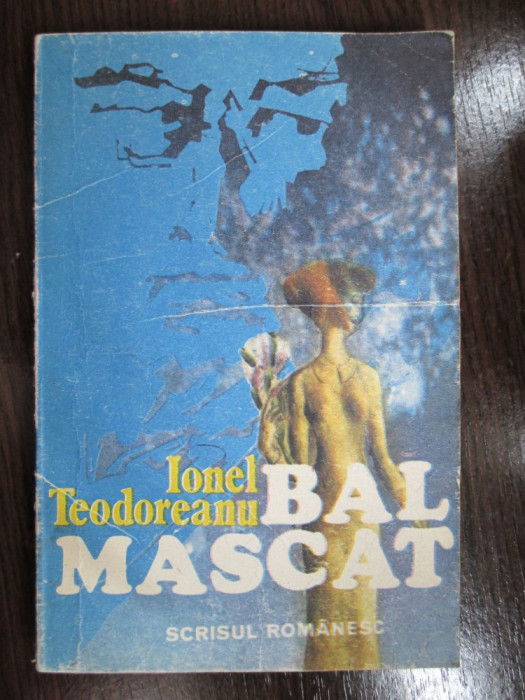 Ionel
Teodoreanu
BAL
MASCAT
SCRISUL ROMÂNESC